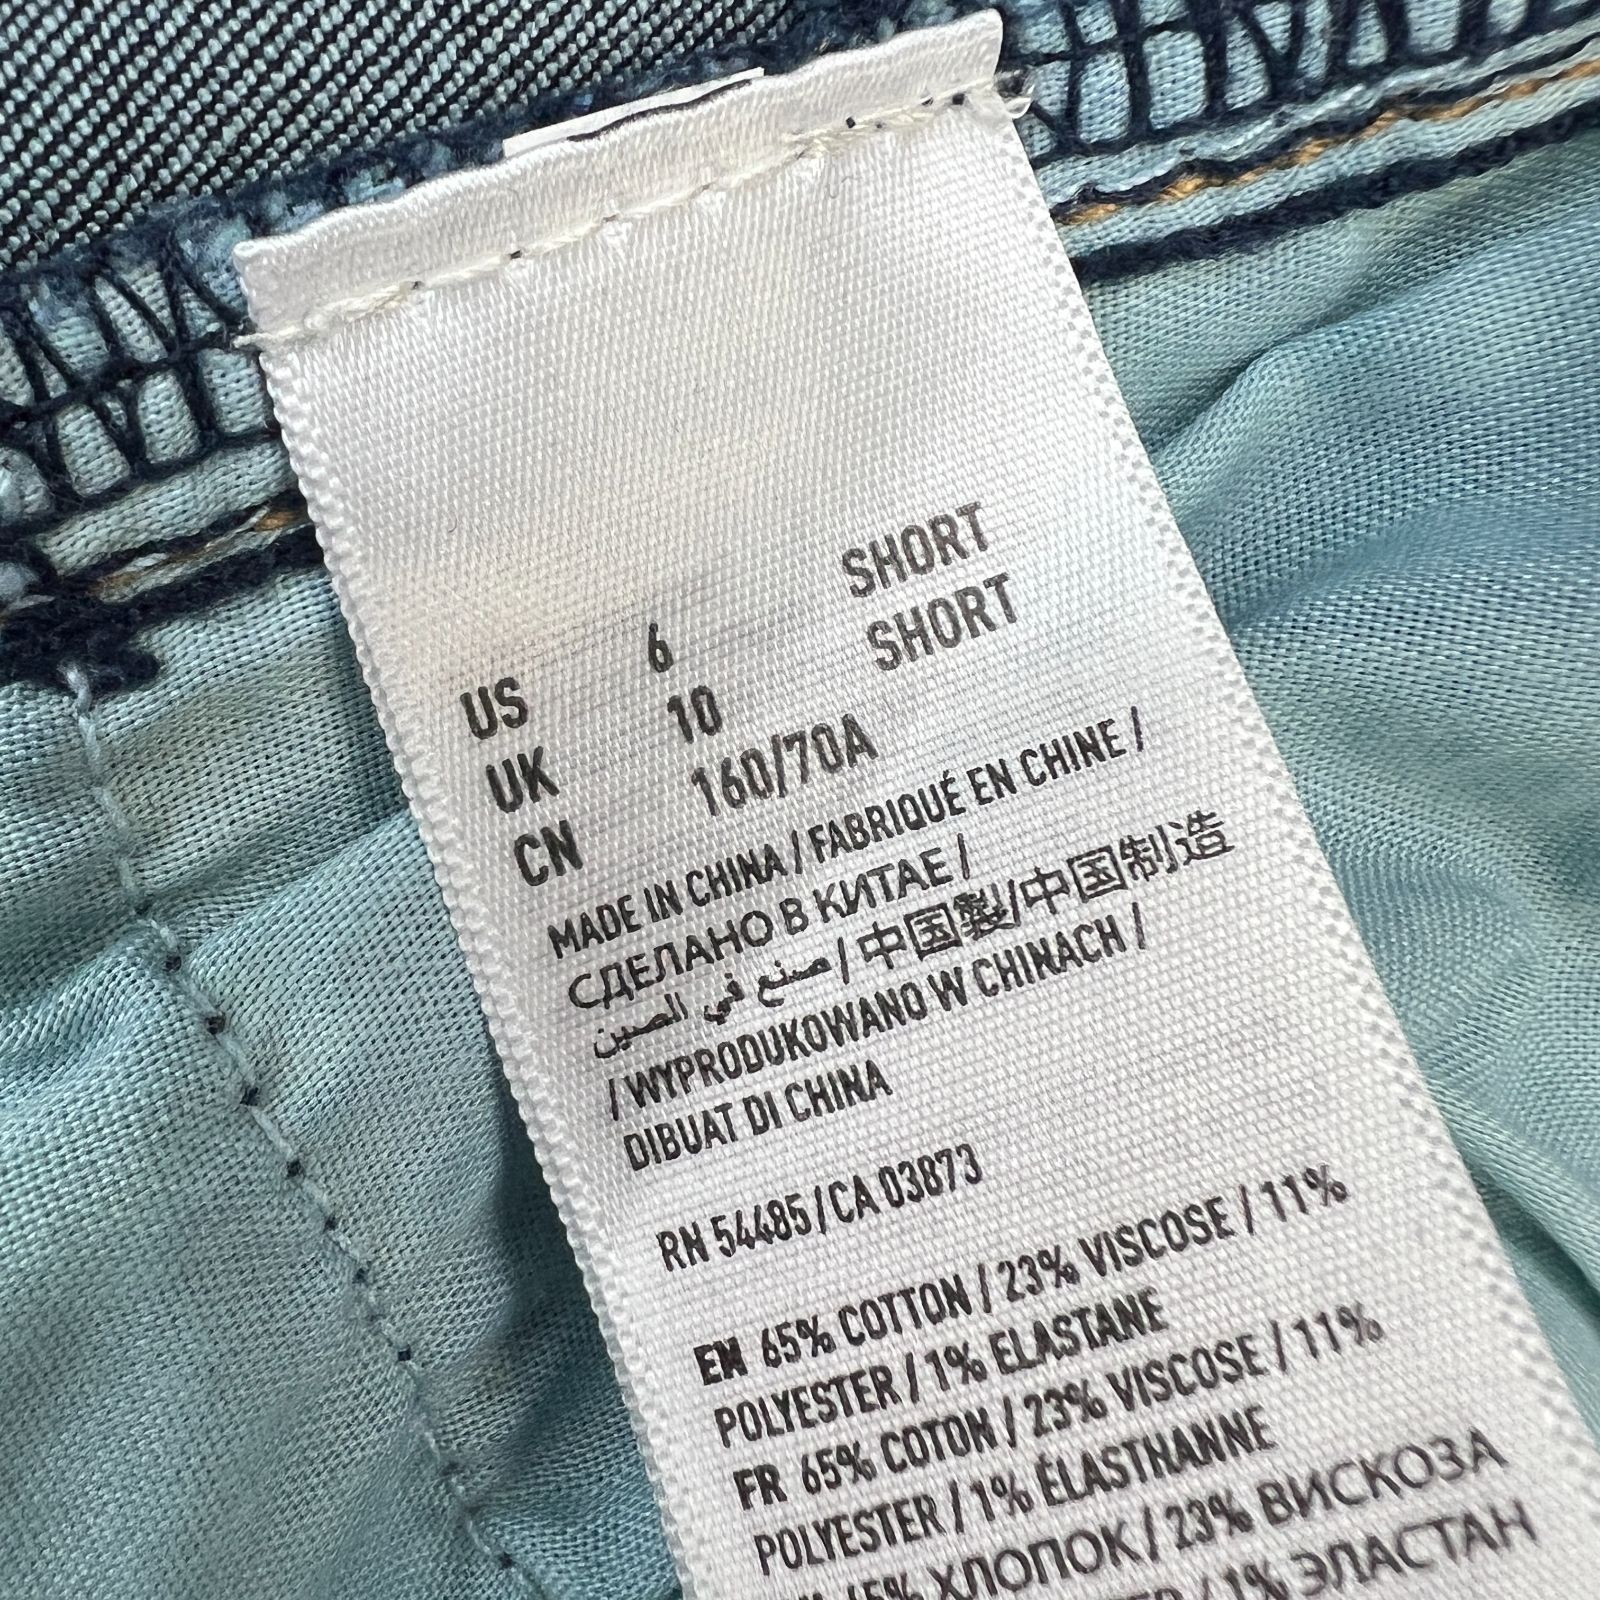 US 6 SHORT
UK 10 SHORT
CN 160/70A
MADE IN CHINA / FABRIQUÉ EN CHINE /
СДЕЛАНО В КИТАЕ /
صنع في الصين / 中国製/中国制造
/ WYPRODUKOWANO W CHINACH /
DIBUAT DI CHINA
RN 54485 / CA 03873
EN 65% COTTON / 23% VISCOSE / 11%
POLYESTER / 1% ELASTANE
FR 65% COTON / 23% VISCOSE / 11%
POLYESTER / 1% ÉLASTHANNE
65% ХЛОПОК / 23% ВИСКОЗА
/ 1% ЭЛАСТАН